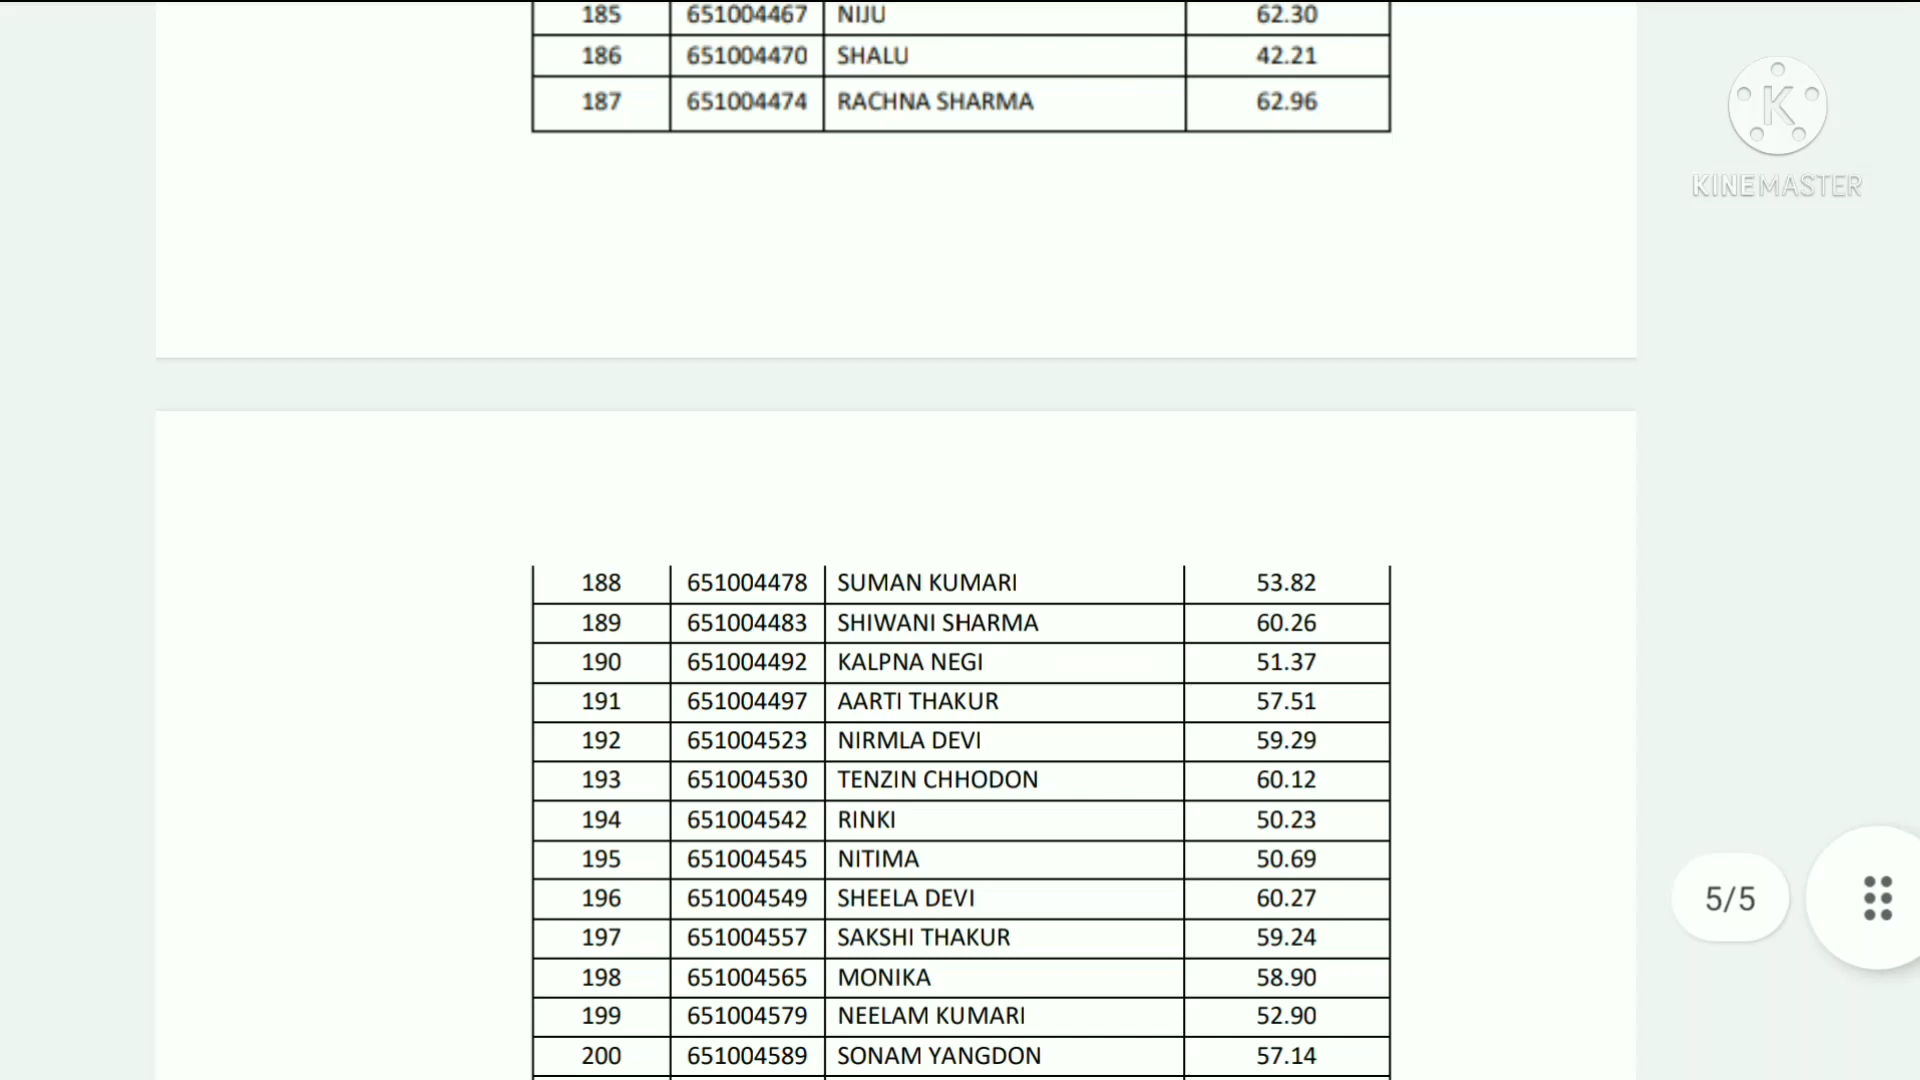 185 651004467 NIJU 62.30
186 651004470 SHALU 42.21
187 651004474 RACHNA SHARMA 62.96
K
KINEMASTER
188 651004478 SUMAN KUMARI 53.82
189 651004483 SHIWANI SHARMA 60.26
190 651004492 KALPNA NEGI 51.37
191 651004497 AARTI THAKUR 57.51
192 651004523 NIRMLA DEVI 59.29
193 651004530 TENZIN CHHODON 60.12
194 651004542 RINKI 50.23
195 651004545 NITIMA 50.69
196 651004549 SHEELA DEVI 60.27
5/5
197 651004557 SAKSHI THAKUR 59.24
198 651004565 MONIKA 58.90
199 651004579 NEELAM KUMARI 52.90
200 651004589 SONAM YANGDON 57.14